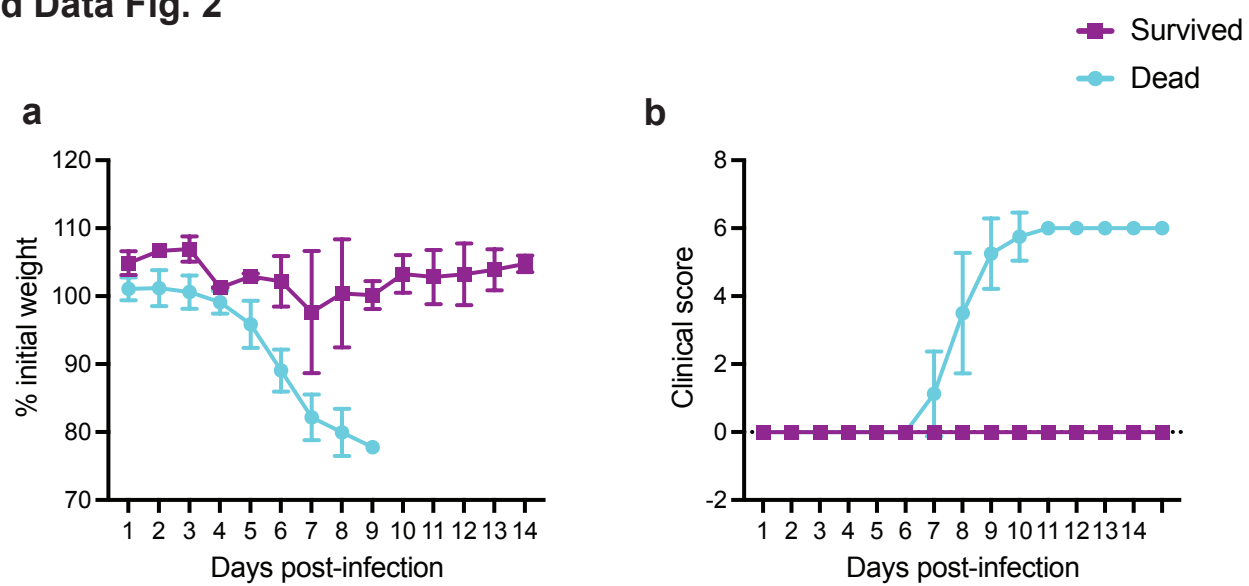 d Data Fig. 2
Survived
Dead
a
b
120
110
100
90
80
70
% initial weight
1 2 3 4 5 6 7 8 9 10 11 12 13 14
Days post-infection
8
6
4
2
0
-2
Clinical score
1 2 3 4 5 6 7 8 9 10 11 12 13 14
Days post-infection